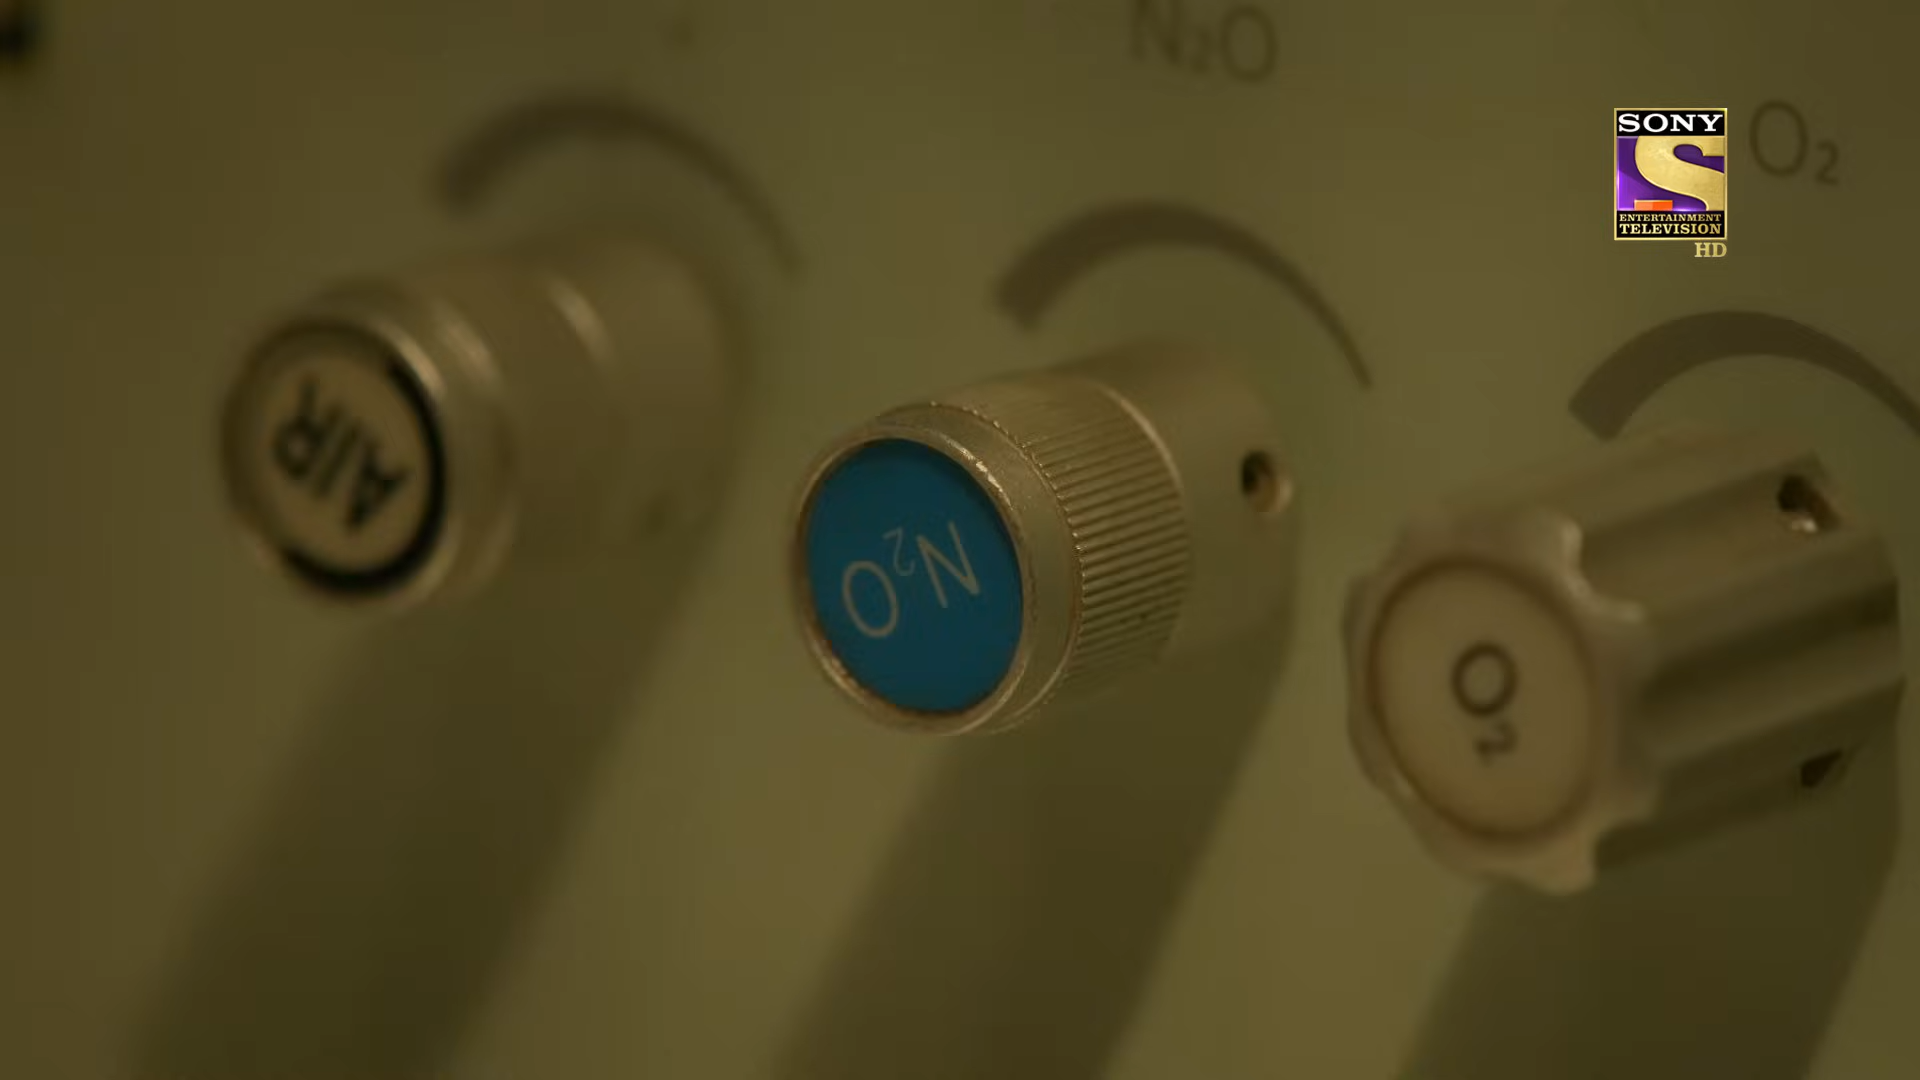 N₂O
O₂
SONY
ENTERTAINMENT
TELEVISION
HD
AIR
N₂O
O₂